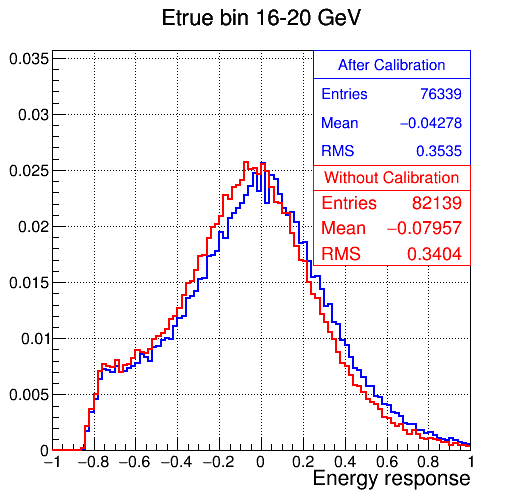 Etrue bin 16-20 GeV
0.035
0.03
0.025
0.02
0.015
0.01
0.005
0
After Calibration
Entries 76339
Mean −0.04278
RMS 0.3535
Without Calibration
Entries 82139
Mean −0.07957
RMS 0.3404
−1 −0.8 −0.6 −0.4 −0.2 0 0.2 0.4 0.6 0.8 1
Energy response